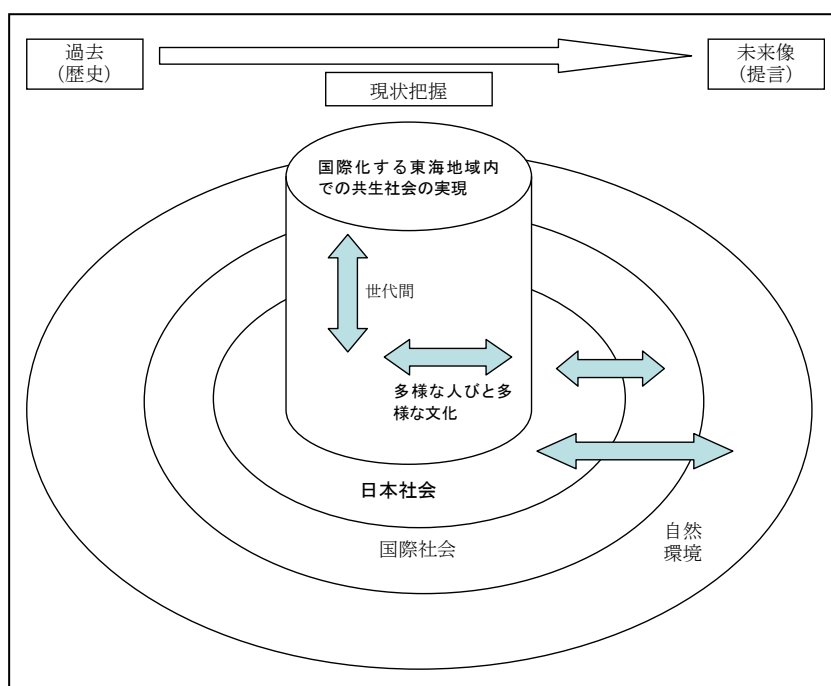 過去
(歴史)
未来像
(提言)
現状把握
国際化する東海地域内
での共生社会の実現
世代間
多様な人びとと多
様な文化
日本社会
国際社会
自然
環境